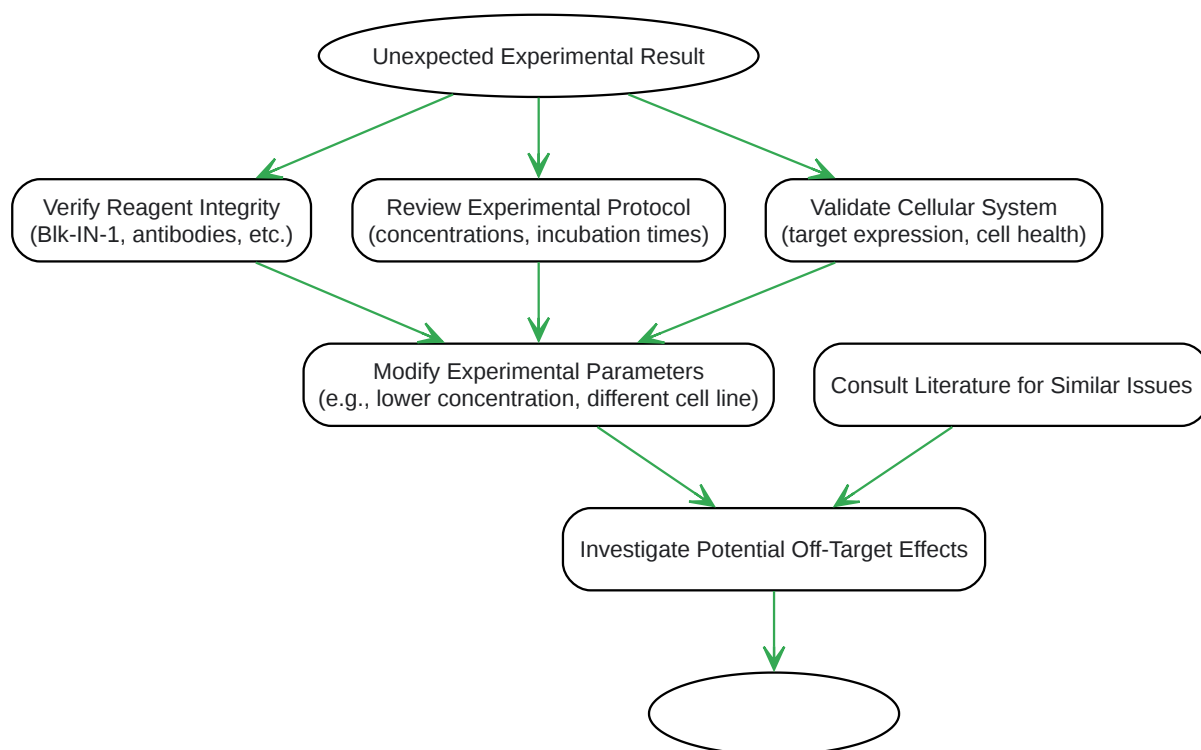 Unexpected Experimental Result
Verify Reagent Integrity
(Blk-IN-1, antibodies, etc.)
Review Experimental Protocol
(concentrations, incubation times)
Validate Cellular System
(target expression, cell health)
Modify Experimental Parameters
(e.g., lower concentration, different cell line)
Consult Literature for Similar Issues
Investigate Potential Off-Target Effects